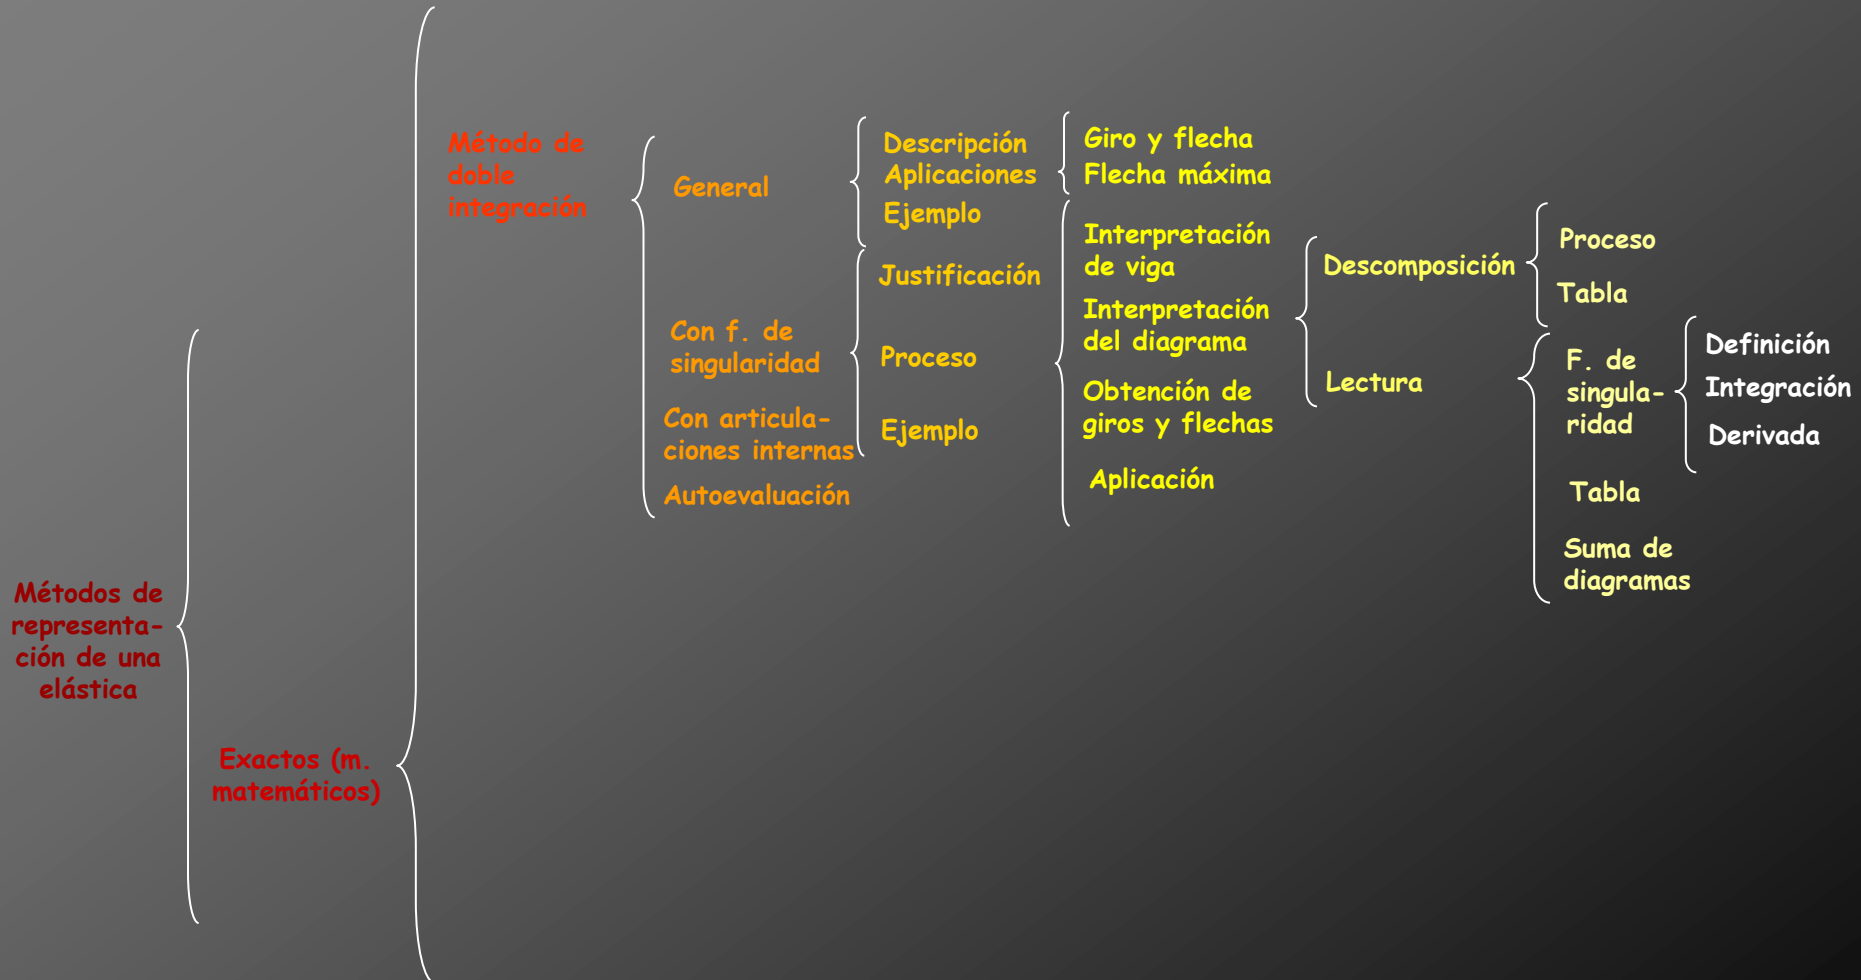 Métodos de
representa-
ción de una
elástica
Exactos (m.
matemáticos)
Método de
doble
integración
General
Descripción
Aplicaciones
Giro y flecha
Flecha máxima
Ejemplo
Con f. de
singularidad
Justificación
Proceso
Interpretación
de viga
Interpretación
del diagrama
Descomposición
Proceso
Tabla
Lectura
F. de
singula-
ridad
Definición
Integración
Derivada
Tabla
Suma de
diagramas
Obtención de
giros y flechas
Aplicación
Ejemplo
Con articula-
ciones internas
Autoevaluación